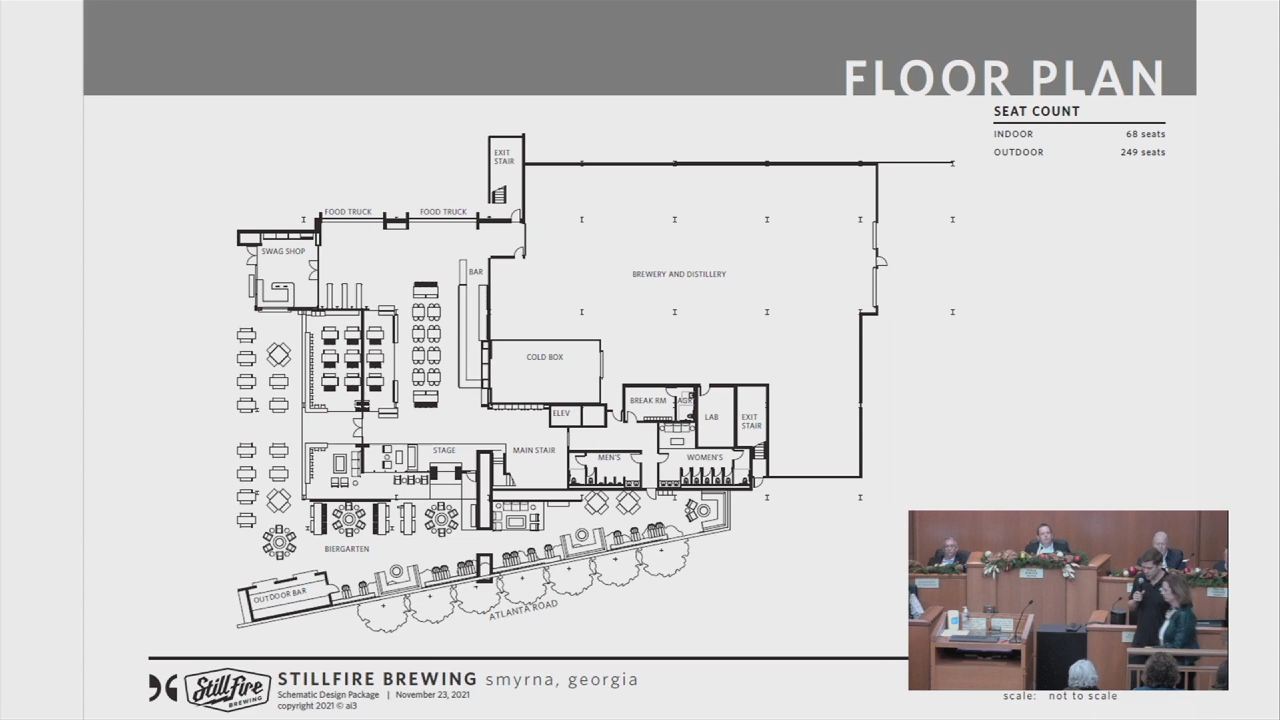 FLOOR PLAN
SEAT COUNT
INDOOR 68 seats
OUTDOOR 249 seats
EXIT
STAIR
FOOD TRUCK
FOOD TRUCK
SWAG SHOP
BAR
BREWERY AND DISTILLERY
COLD BOX
BREAK RM
ELEV
LAB
EXIT
STAIR
STAGE
MAIN STAIR
MEN'S
WOMEN'S
BIERGARTEN
OUTDOOR BAR
ATLANTA ROAD
StillFire
BREWING
STILLFIRE BREWING smyrna, georgia
Schematic Design Package | November 23, 2021
copyright 2021 © ai3
scale: not to scale